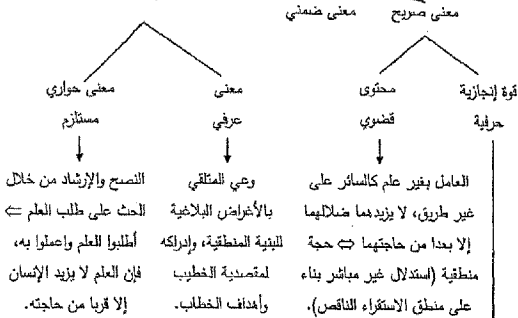 معنى صريح
معنى ضمني
قوة إنجازية
حرفية
محتوى
قضوي
معنى
عرفي
معنى حواري
مستلزم
العامل بغير علم كالسائر على
غير طريق، لا يزيدهما ضلالهما
إلا بعدا من حاجتهما ⇔ حجة
منطقية (استدلال غير مباشر بناء
على منطق الاستقراء الناقص).
وعي المتلقي
بالأغراض البلاغية
للبنية المنطقية، وإدراكه
لمقصدية الخطيب
وأهداف الخطاب.
النصح والإرشاد من خلال
الحث على طلب العلم ⇐
أطلبوا للعلم واعملوا به،
فإن العلم لا يزيد الإنسان
إلا قربا من حاجته.